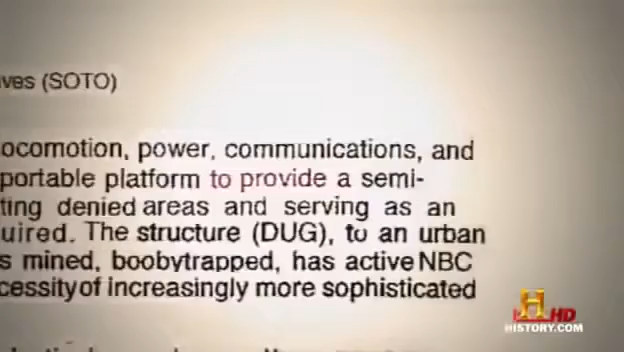 ves (SOTO)
ocomotion, power, communications, and
portable platform to provide a semi-
ting denied areas and serving as an
uired. The structure (DUG), to an urban
s mined, boobytrapped, has active NBC
cessity of increasingly more sophisticated
H HD
HISTORY.COM